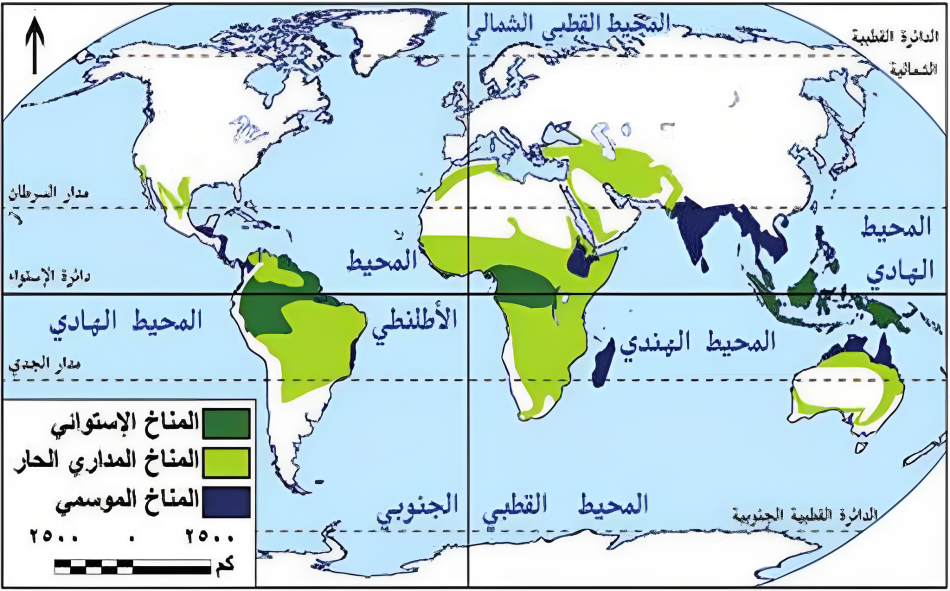 المحيط القطبي الشمالي
الدائرة القطبية
الشمالية
مدار السرطان
المحيط
الهادي
المحيط
دائرة الإستواء
الأطلنطي
المحيط الهادي
المحيط الهندي
مدار الجدي
المناخ الإستوائي
المناخ المداري الحار
المناخ الموسمي
المحيط القطبي الجنوبي
الدائرة القطبية الجنوبية
٢٥٠٠ ٠ ٢٥٠٠
كم